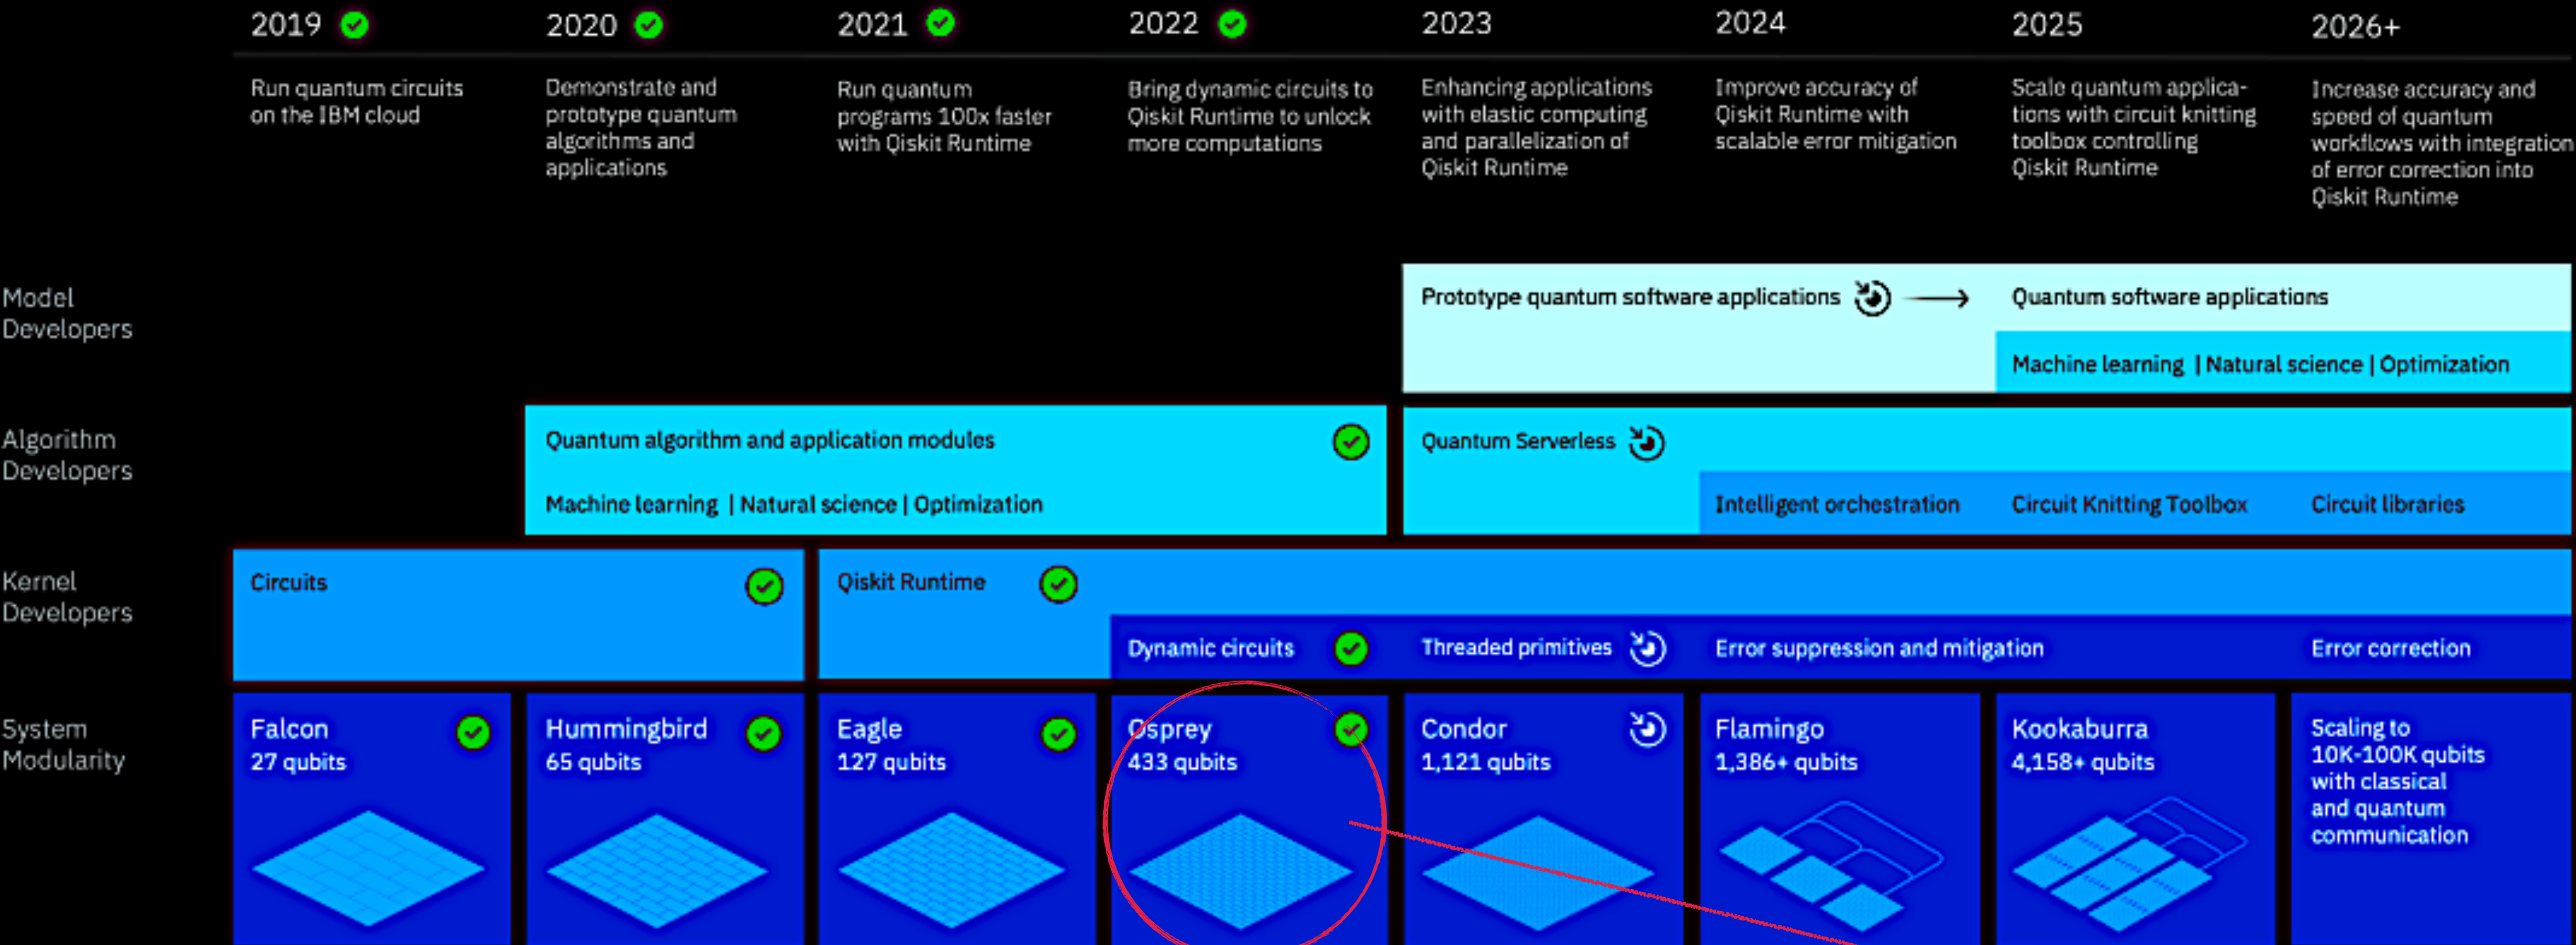 2019
2020
2021
2022
2023
2024
2025
2026+
Run quantum circuits
on the IBM cloud
Demonstrate and
prototype quantum
algorithms and
applications
Run quantum
programs 100x faster
with Qiskit Runtime
Bring dynamic circuits to
Qiskit Runtime to unlock
more computations
Enhancing applications
with elastic computing
and parallelization of
Qiskit Runtime
Improve accuracy of
Qiskit Runtime with
scalable error mitigation
Scale quantum applica-
tions with circuit knitting
toolbox controlling
Qiskit Runtime
Increase accuracy and
speed of quantum
workflows with integration
of error correction into
Qiskit Runtime
Model
Developers
Prototype quantum software applications
Quantum software applications
Machine learning | Natural science | Optimization
Algorithm
Developers
Quantum algorithm and application modules
Machine learning | Natural science | Optimization
Quantum Serverless
Intelligent orchestration
Circuit Knitting Toolbox
Circuit libraries
Kernel
Developers
Circuits
Qiskit Runtime
Dynamic circuits
Threaded primitives
Error suppression and mitigation
Error correction
System
Modularity
Falcon
27 qubits
Hummingbird
65 qubits
Eagle
127 qubits
Osprey
433 qubits
Condor
1,121 qubits
Flamingo
1,386+ qubits
Kookaburra
4,158+ qubits
Scaling to
10K-100K qubits
with classical
and quantum
communication